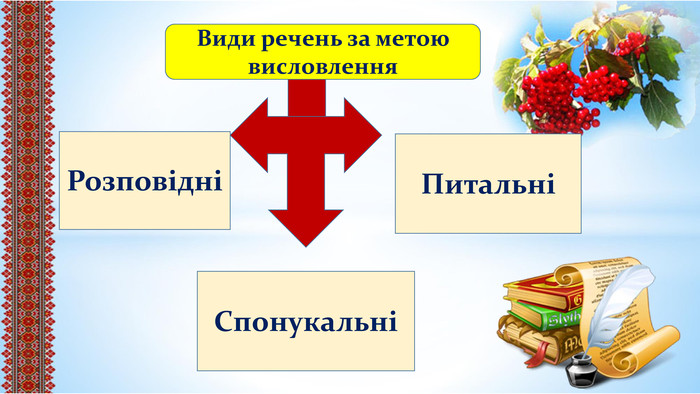 Види речень за метою
висловлення
Розповідні
Питальні
Спонукальні